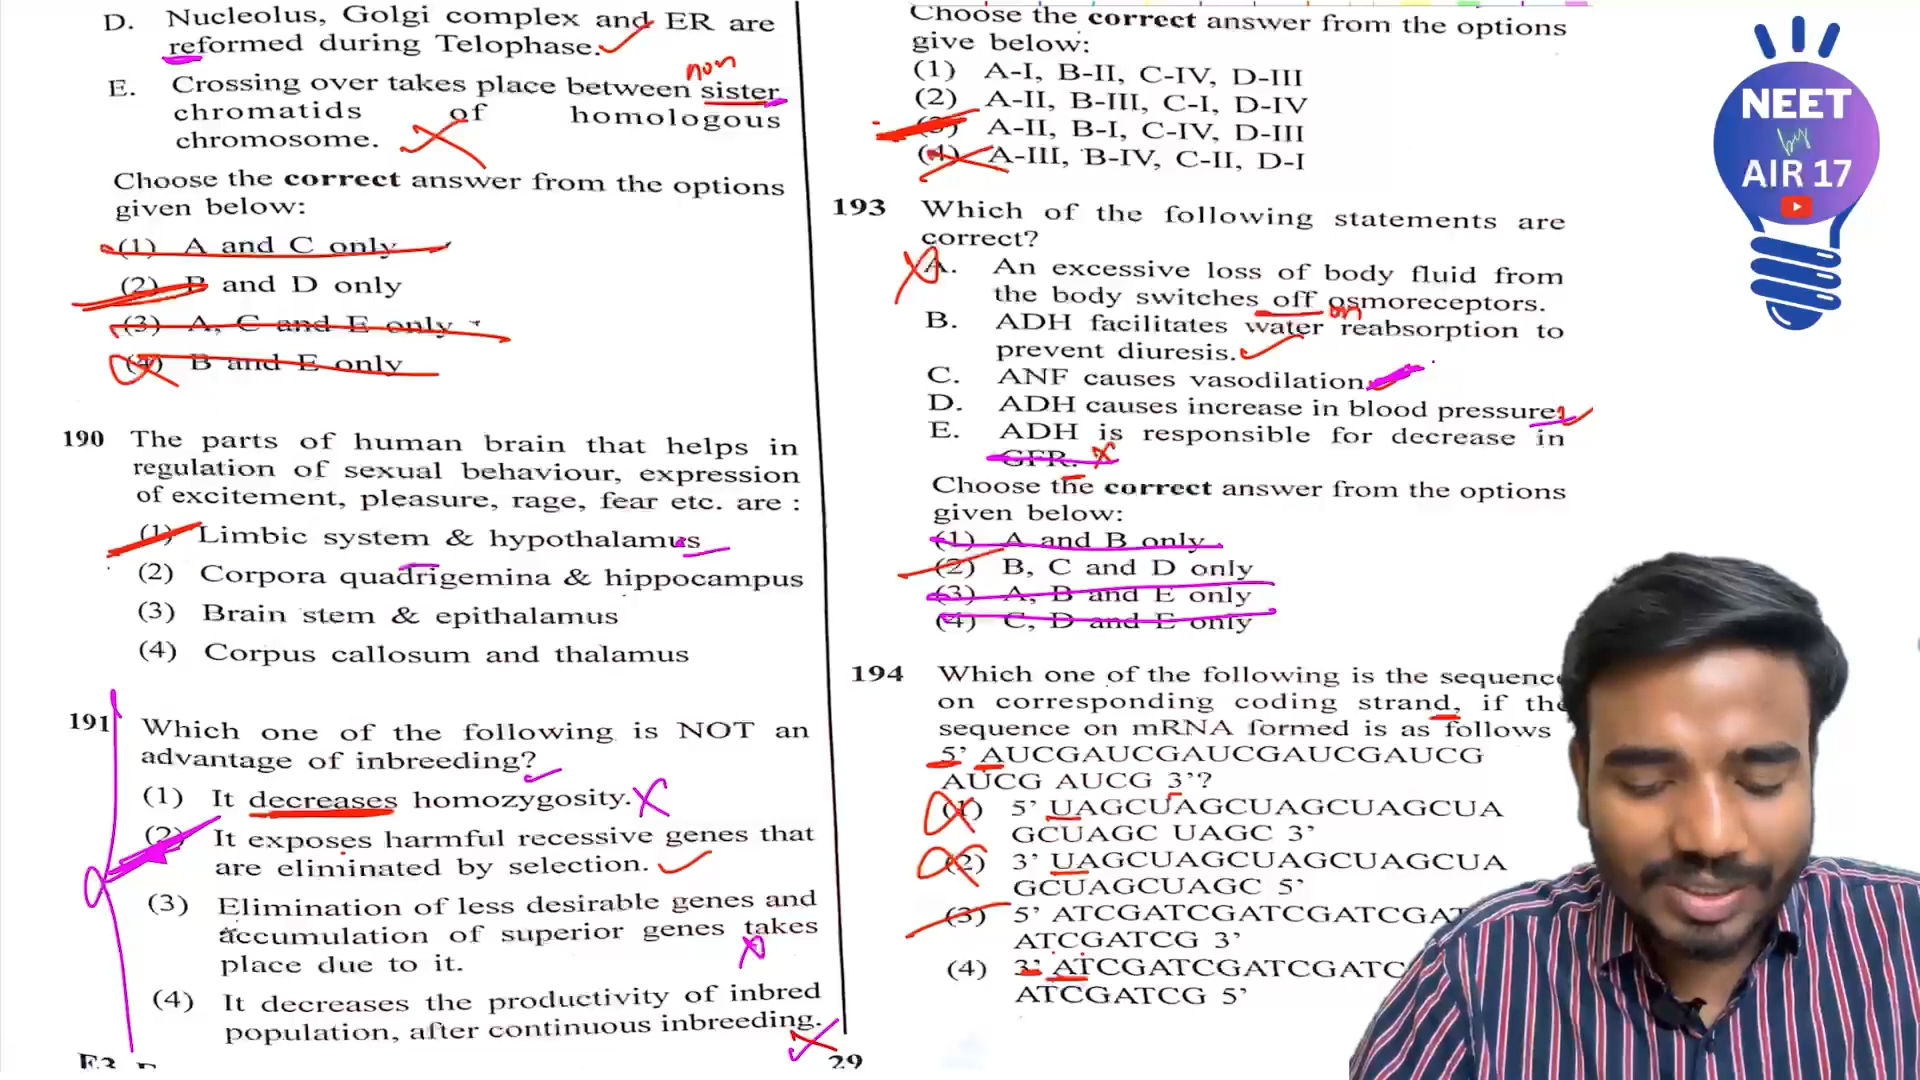 D. Nucleolus, Golgi complex and ER are
reformed during Telophase.
non
E. Crossing over takes place between sister
chromatids of homologous
chromosome.
Choose the correct answer from the options
given below:
(1) A and C only
(2) B and D only
(3) A, C and E only
(4) B and E only
190 The parts of human brain that helps in
regulation of sexual behaviour, expression
of excitement, pleasure, rage, fear etc. are :
(1) Limbic system & hypothalamus
(2) Corpora quadrigemina & hippocampus
(3) Brain stem & epithalamus
(4) Corpus callosum and thalamus
191 Which one of the following is NOT an
advantage of inbreeding?
(1) It decreases homozygosity.
(2) It exposes harmful recessive genes that
are eliminated by selection.
(3) Elimination of less desirable genes and
accumulation of superior genes takes
place due to it.
(4) It decreases the productivity of inbred
population, after continuous inbreeding.
29
Choose the correct answer from the options
give below:
(1) A-I, B-II, C-IV, D-III
(2) A-II, B-III, C-I, D-IV
(3) A-II, B-I, C-IV, D-III
(4) A-III, B-IV, C-II, D-I
193 Which of the following statements are
correct?
A. An excessive loss of body fluid from
the body switches off osmoreceptors.
on
B. ADH facilitates water reabsorption to
prevent diuresis.
C. ANF causes vasodilation.
D. ADH causes increase in blood pressure.
E. ADH is responsible for decrease in
GFR.
Choose the correct answer from the options
given below:
(1) A and B only
(2) B, C and D only
(3) A, B and E only
(4) C, D and E only
194 Which one of the following is the sequence
on corresponding coding strand, if the
sequence on mRNA formed is as follows
5’ AUCGAUCGAUCGAUCGAUCG
AUCG AUCG 3’?
(1) 5’ UAGCUAGCUAGCUAGCUA
GCUAGC UAGC 3’
(2) 3’ UAGCUAGCUAGCUAGCUA
GCUAGCUAGC 5’
(3) 5’ ATCGATCGATCGATCGAT
ATCGATCG 3’
(4) 3’ ATCGATCGATCGATC
ATCGATCG 5’
NEET
by
AIR 17